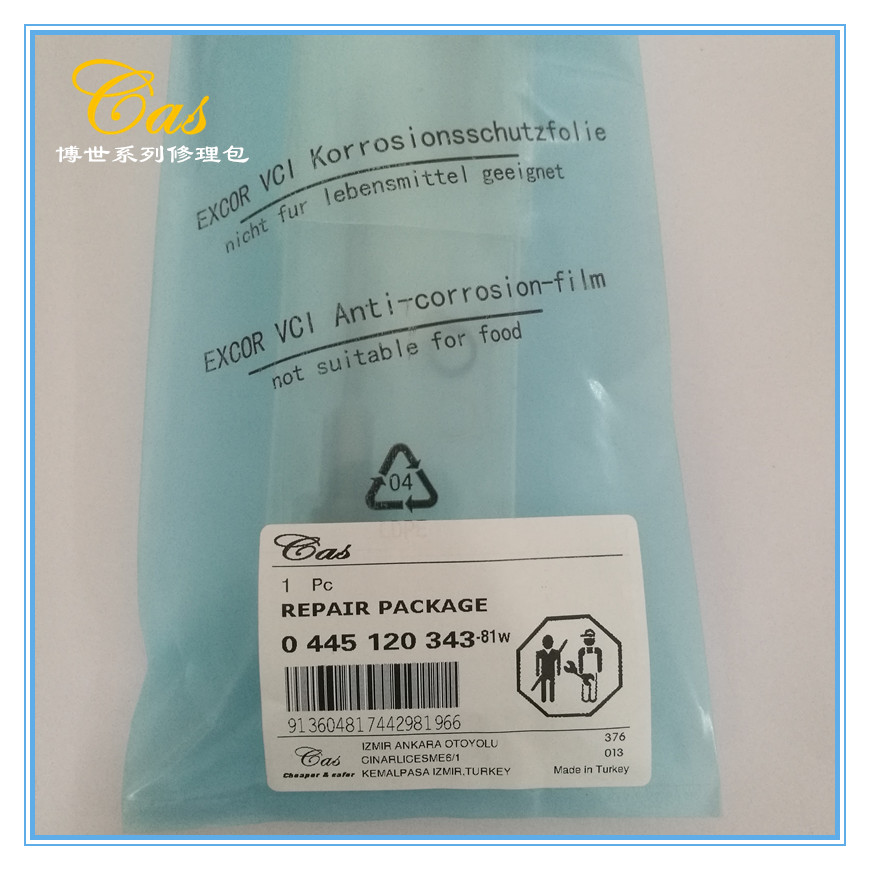 Cas
博世系列修理包
EXCOR VCI Korrosionsschutzfolie
nicht fur lebensmittel geeignet
EXCOR VCI Anti-corrosion-film
not suitable for food
04
LDPE
Cas
1 Pc
REPAIR PACKAGE
0 445 120 343-81w
913604817442981966
Cas
Cheaper & safer
IZMIR ANKARA OTOYOLU
CINARLICESME6/1
KEMALPASA IZMIR,TURKEY
376
013
Made in Turkey